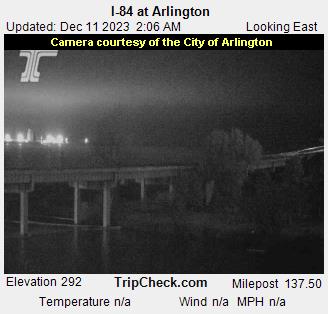 I-84 at Arlington
Updated: Dec 11 2023 2:06 AM Looking East
Camera courtesy of the City of Arlington
Elevation 292 TripCheck.com Milepost 137.50
Temperature n/a Wind n/a MPH n/a